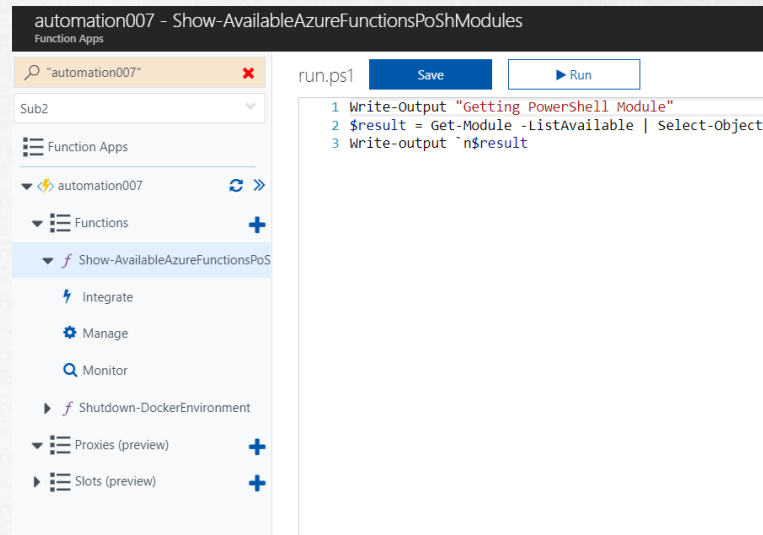 automation007 - Show-AvailableAzureFunctionsPoShModules
Function Apps
"automation007"
Sub2
Function Apps
automation007
Functions
Show-AvailableAzureFunctionsPoS
Integrate
Manage
Monitor
Shutdown-DockerEnvironment
Proxies (preview)
Slots (preview)
run.ps1 Save Run
1 Write-Output "Getting PowerShell Module"
2 $result = Get-Module -ListAvailable | Select-Object
3 Write-output `n$result